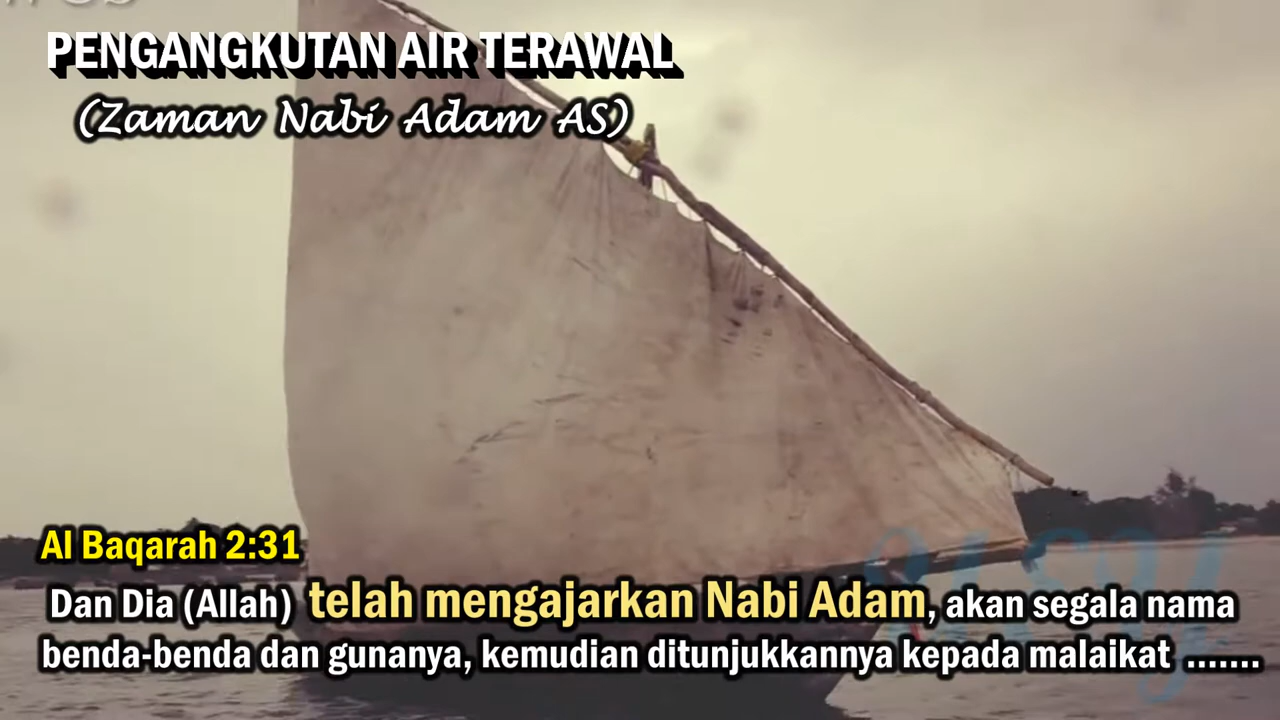 PENGANGKUTAN AIR TERAWAL
(Zaman Nabi Adam AS)
Al Baqarah 2:31
Dan Dia (Allah) telah mengajarkan Nabi Adam, akan segala nama
benda-benda dan gunanya, kemudian ditunjukkannya kepada malaikat .......